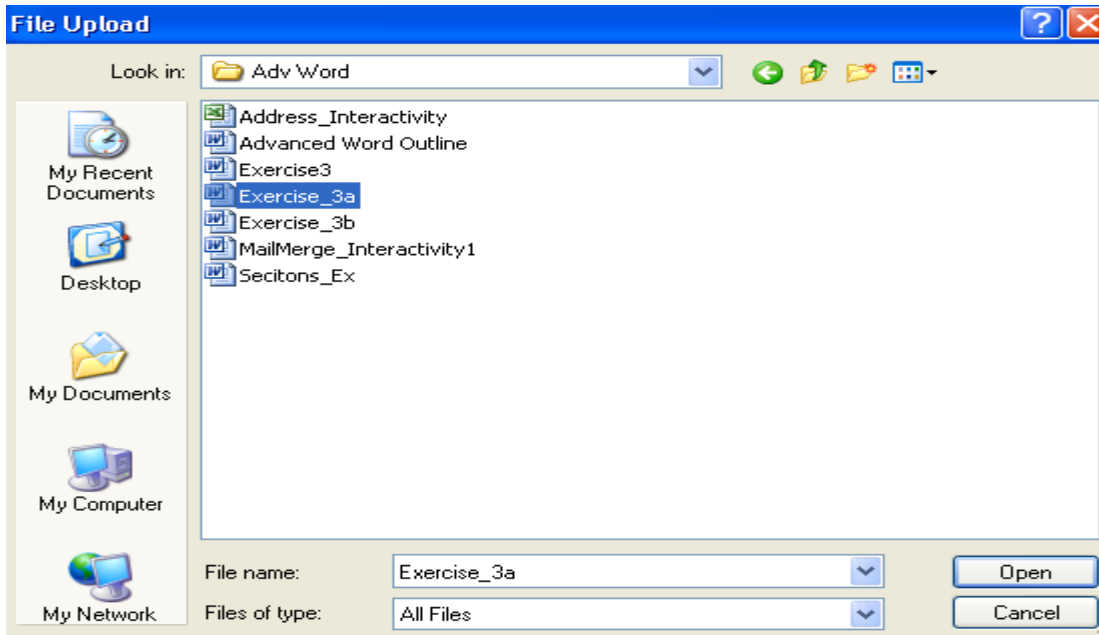 File Upload
Look in: Adv Word
My Recent
Documents
Desktop
My Documents
My Computer
My Network
Address_Interactivity
Advanced Word Outline
Exercise3
Exercise_3a
Exercise_3b
MailMerge_Interactivity1
Secitons_Ex
File name: Exercise_3a Open
Files of type: All Files Cancel